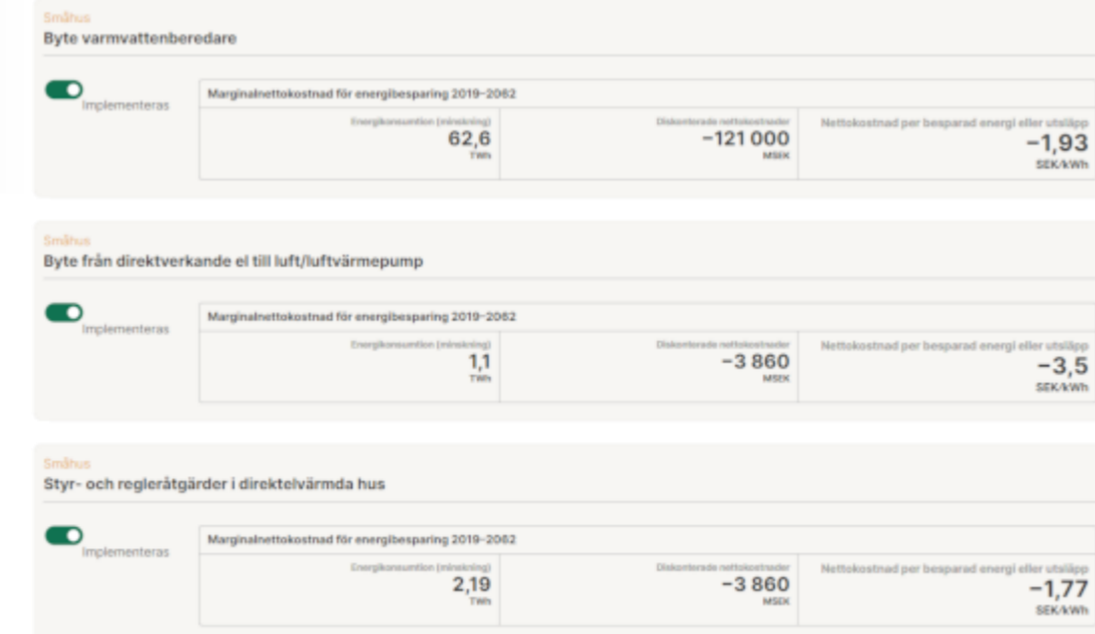 Småhus
Byte varmvattenberedare
Implementeras
Marginalnettokostnad för energibesparing 2019–2062
Energikonsumtion (minskning)
62,6
TWh
Diskonterade nettokostnader
−121 000
MSEK
Nettokostnad per besparad energi eller utsläpp
−1,93
SEK/kWh
Småhus
Byte från direktverkande el till luft/luftvärmepump
Implementeras
Marginalnettokostnad för energibesparing 2019–2062
Energikonsumtion (minskning)
1,1
TWh
Diskonterade nettokostnader
−3 860
MSEK
Nettokostnad per besparad energi eller utsläpp
−3,5
SEK/kWh
Småhus
Styr- och regleråtgärder i direktelvärmda hus
Implementeras
Marginalnettokostnad för energibesparing 2019–2062
Energikonsumtion (minskning)
2,19
TWh
Diskonterade nettokostnader
−3 860
MSEK
Nettokostnad per besparad energi eller utsläpp
−1,77
SEK/kWh